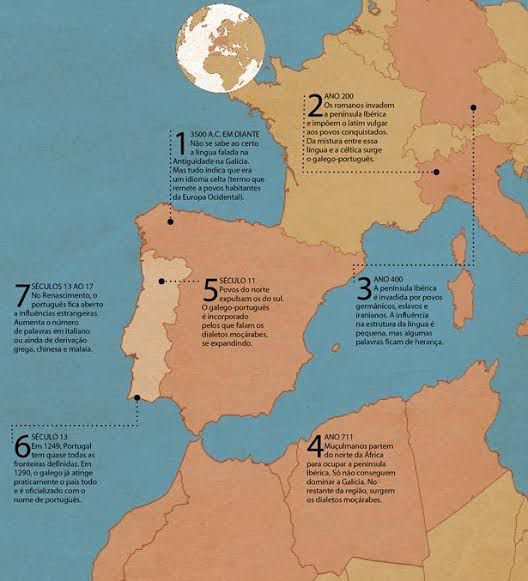 1
3500 A.C. EM DIANTE
Não se sabe ao certo
a língua falada na
Antiguidade na Galícia.
Mas tudo indica que era
um idioma celta (termo que
remete a povos habitantes
da Europa Ocidental).
2
ANO 200
Os romanos invadem
a península Ibérica
e impõem o latim vulgar
aos povos conquistados.
Da mistura entre essa
língua e a céltica surge
o galego-português.
3
ANO 400
A península Ibérica
é invadida por povos
germânicos, eslavos e
iranianos. A influência
na estrutura da língua é
pequena, mas algumas
palavras ficam de herança.
4
ANO 711
Muçulmanos partem
do norte da África
para ocupar a península
Ibérica. Só não conseguem
dominar a Galícia. No
restante da região, surgem
os dialetos moçárabes.
5
SÉCULO 11
Povos do norte
expulsam os do sul.
O galego-português
é incorporado
pelos que falam os
dialetos moçárabes,
se expandindo.
6
SÉCULO 13
Em 1249, Portugal
tem quase todas as
fronteiras definidas. Em
1290, o galego já atinge
praticamente o país todo
e é oficializado com o
nome de português.
7
SÉCULOS 13 AO 17
No Renascimento, o
português fica aberto
a influências estrangeiras.
Aumenta o número
de palavras em italiano
ou ainda de derivação
grega, chinesa e malaia.